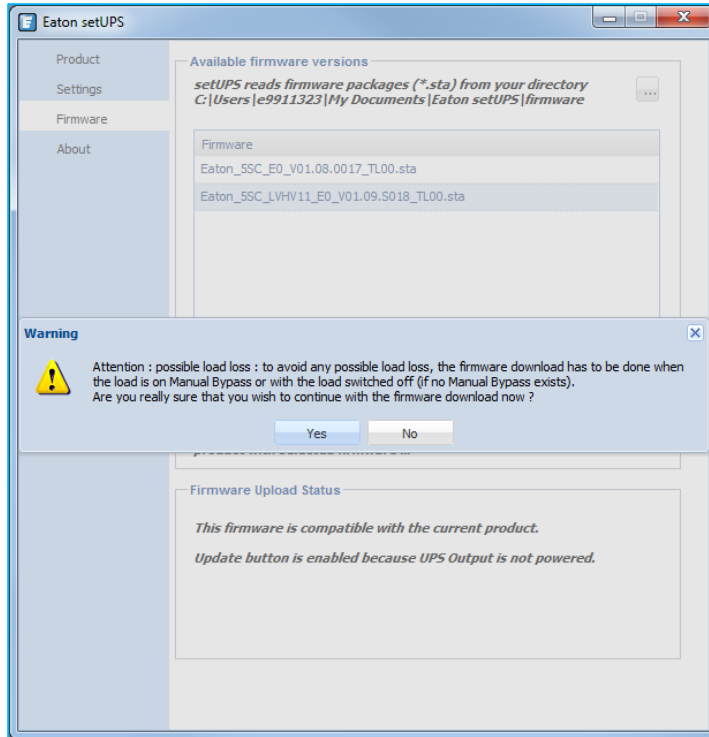 Eaton setUPS
Product
Settings
Firmware
About
Available firmware versions
setUPS reads firmware packages (*.sta) from your directory
C:\Users\e9911323\My Documents\Eaton setUPS\firmware
...
Firmware
Eaton_5SC_E0_V01.08.0017_TL00.sta
Eaton_5SC_LVHV11_E0_V01.09.S018_TL00.sta
Warning
Attention : possible load loss : to avoid any possible load loss, the firmware download has to be done when
the load is on Manual Bypass or with the load switched off (if no Manual Bypass exists).
Are you really sure that you wish to continue with the firmware download now ?
Yes
No
Firmware Upload Status
This firmware is compatible with the current product.
Update button is enabled because UPS Output is not powered.